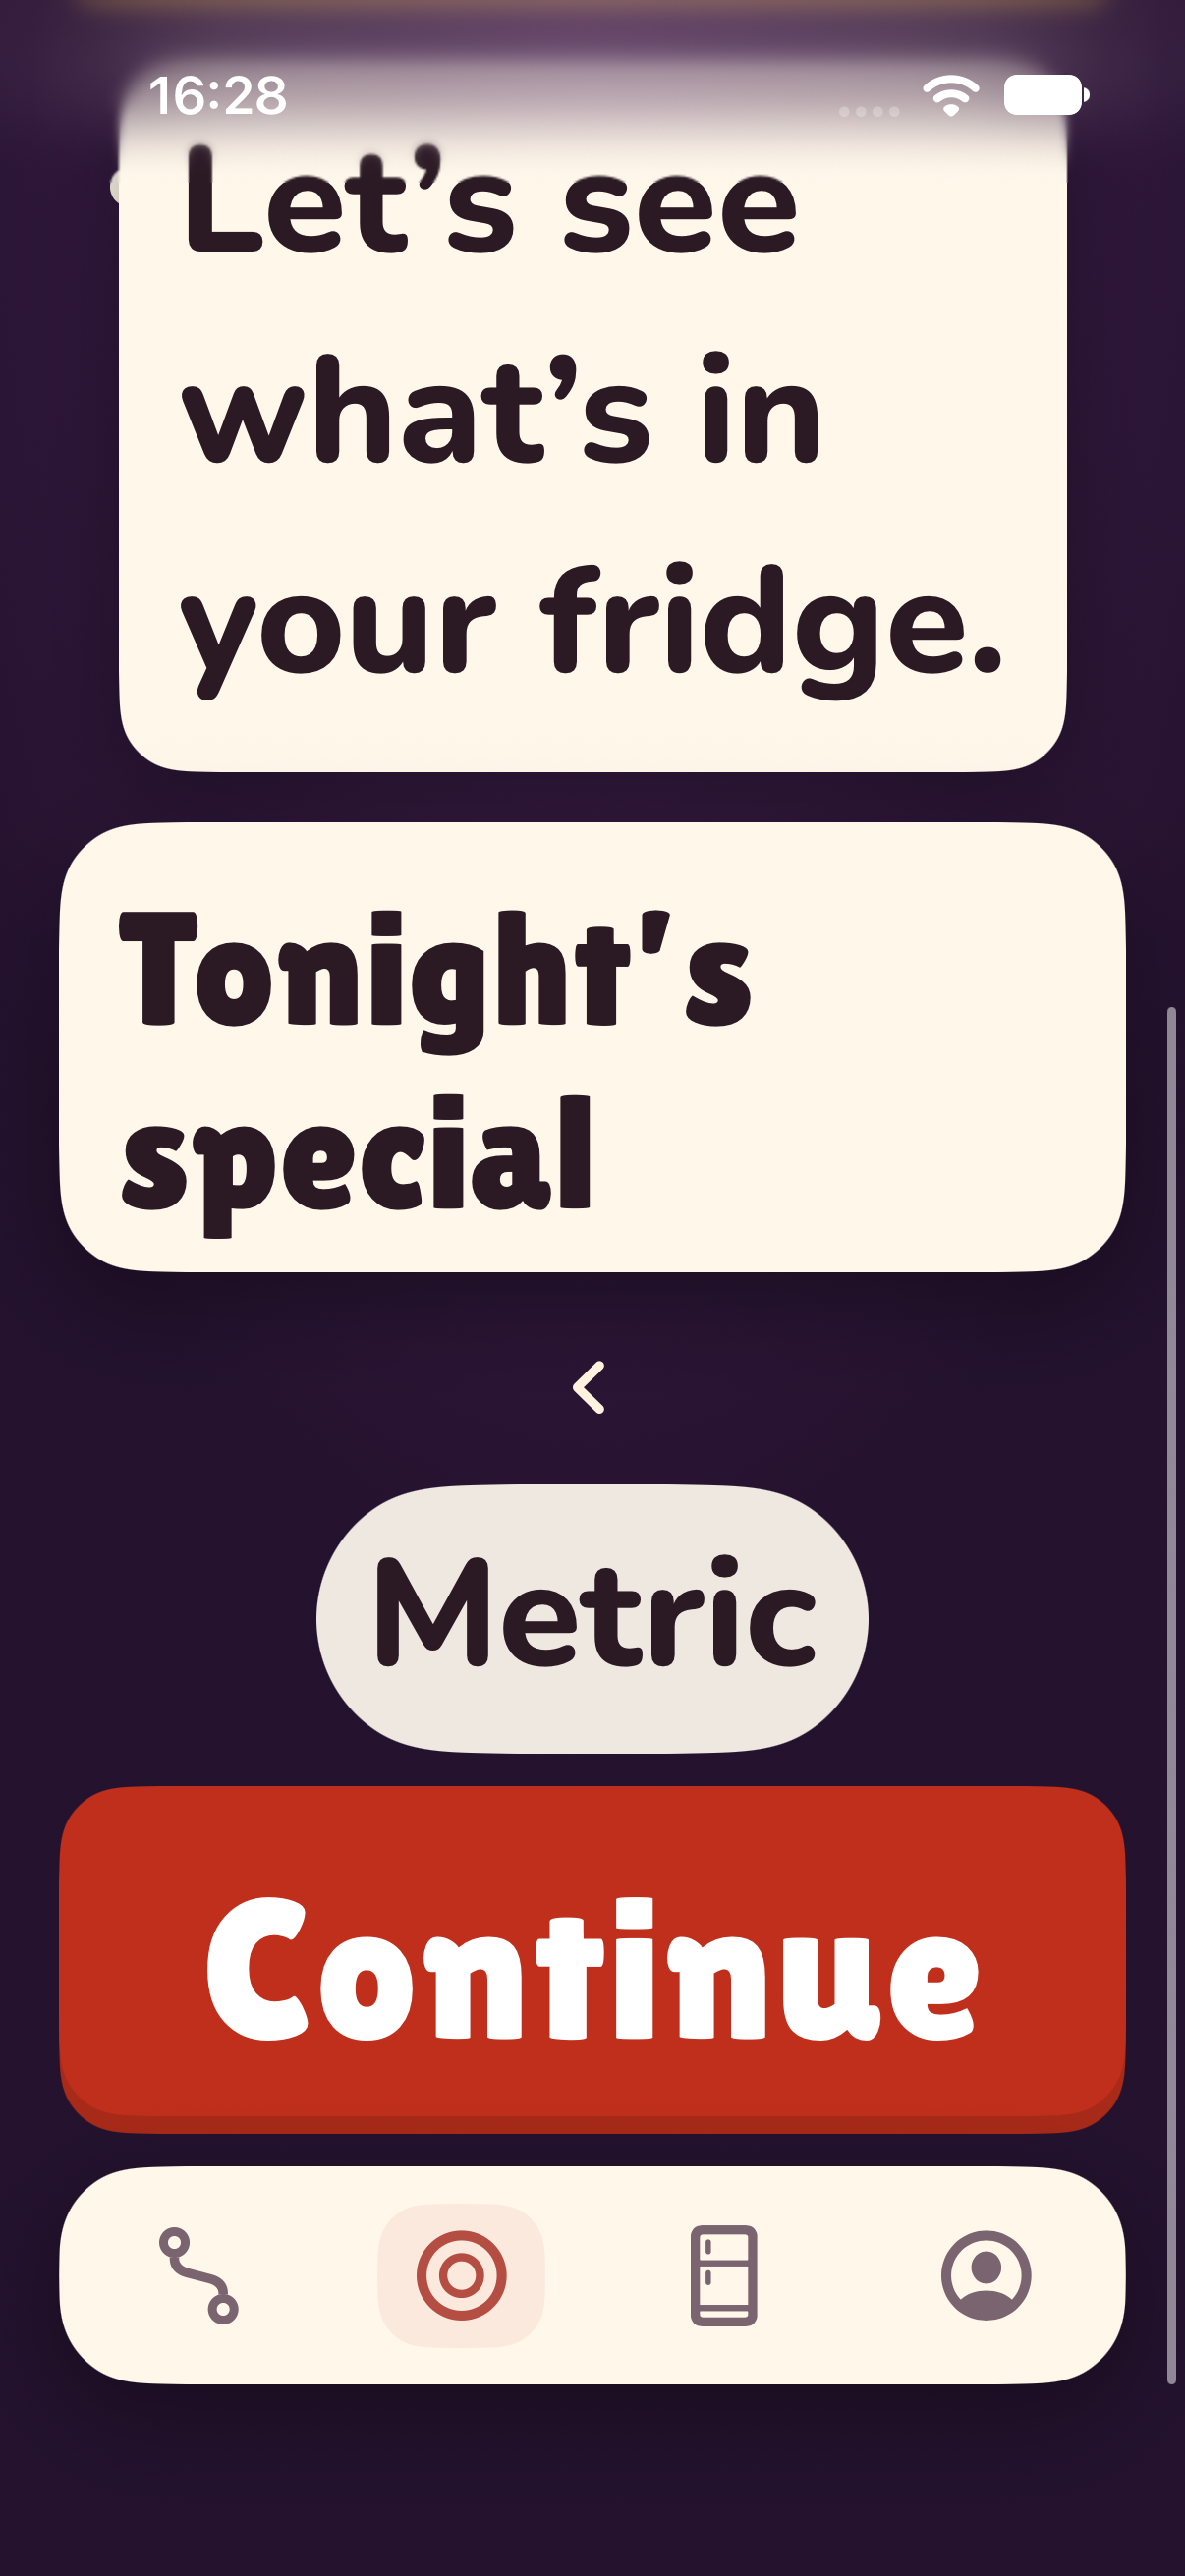 16:28
Let’s see
what’s in
your fridge.
Tonight's
special
Metric
Continue